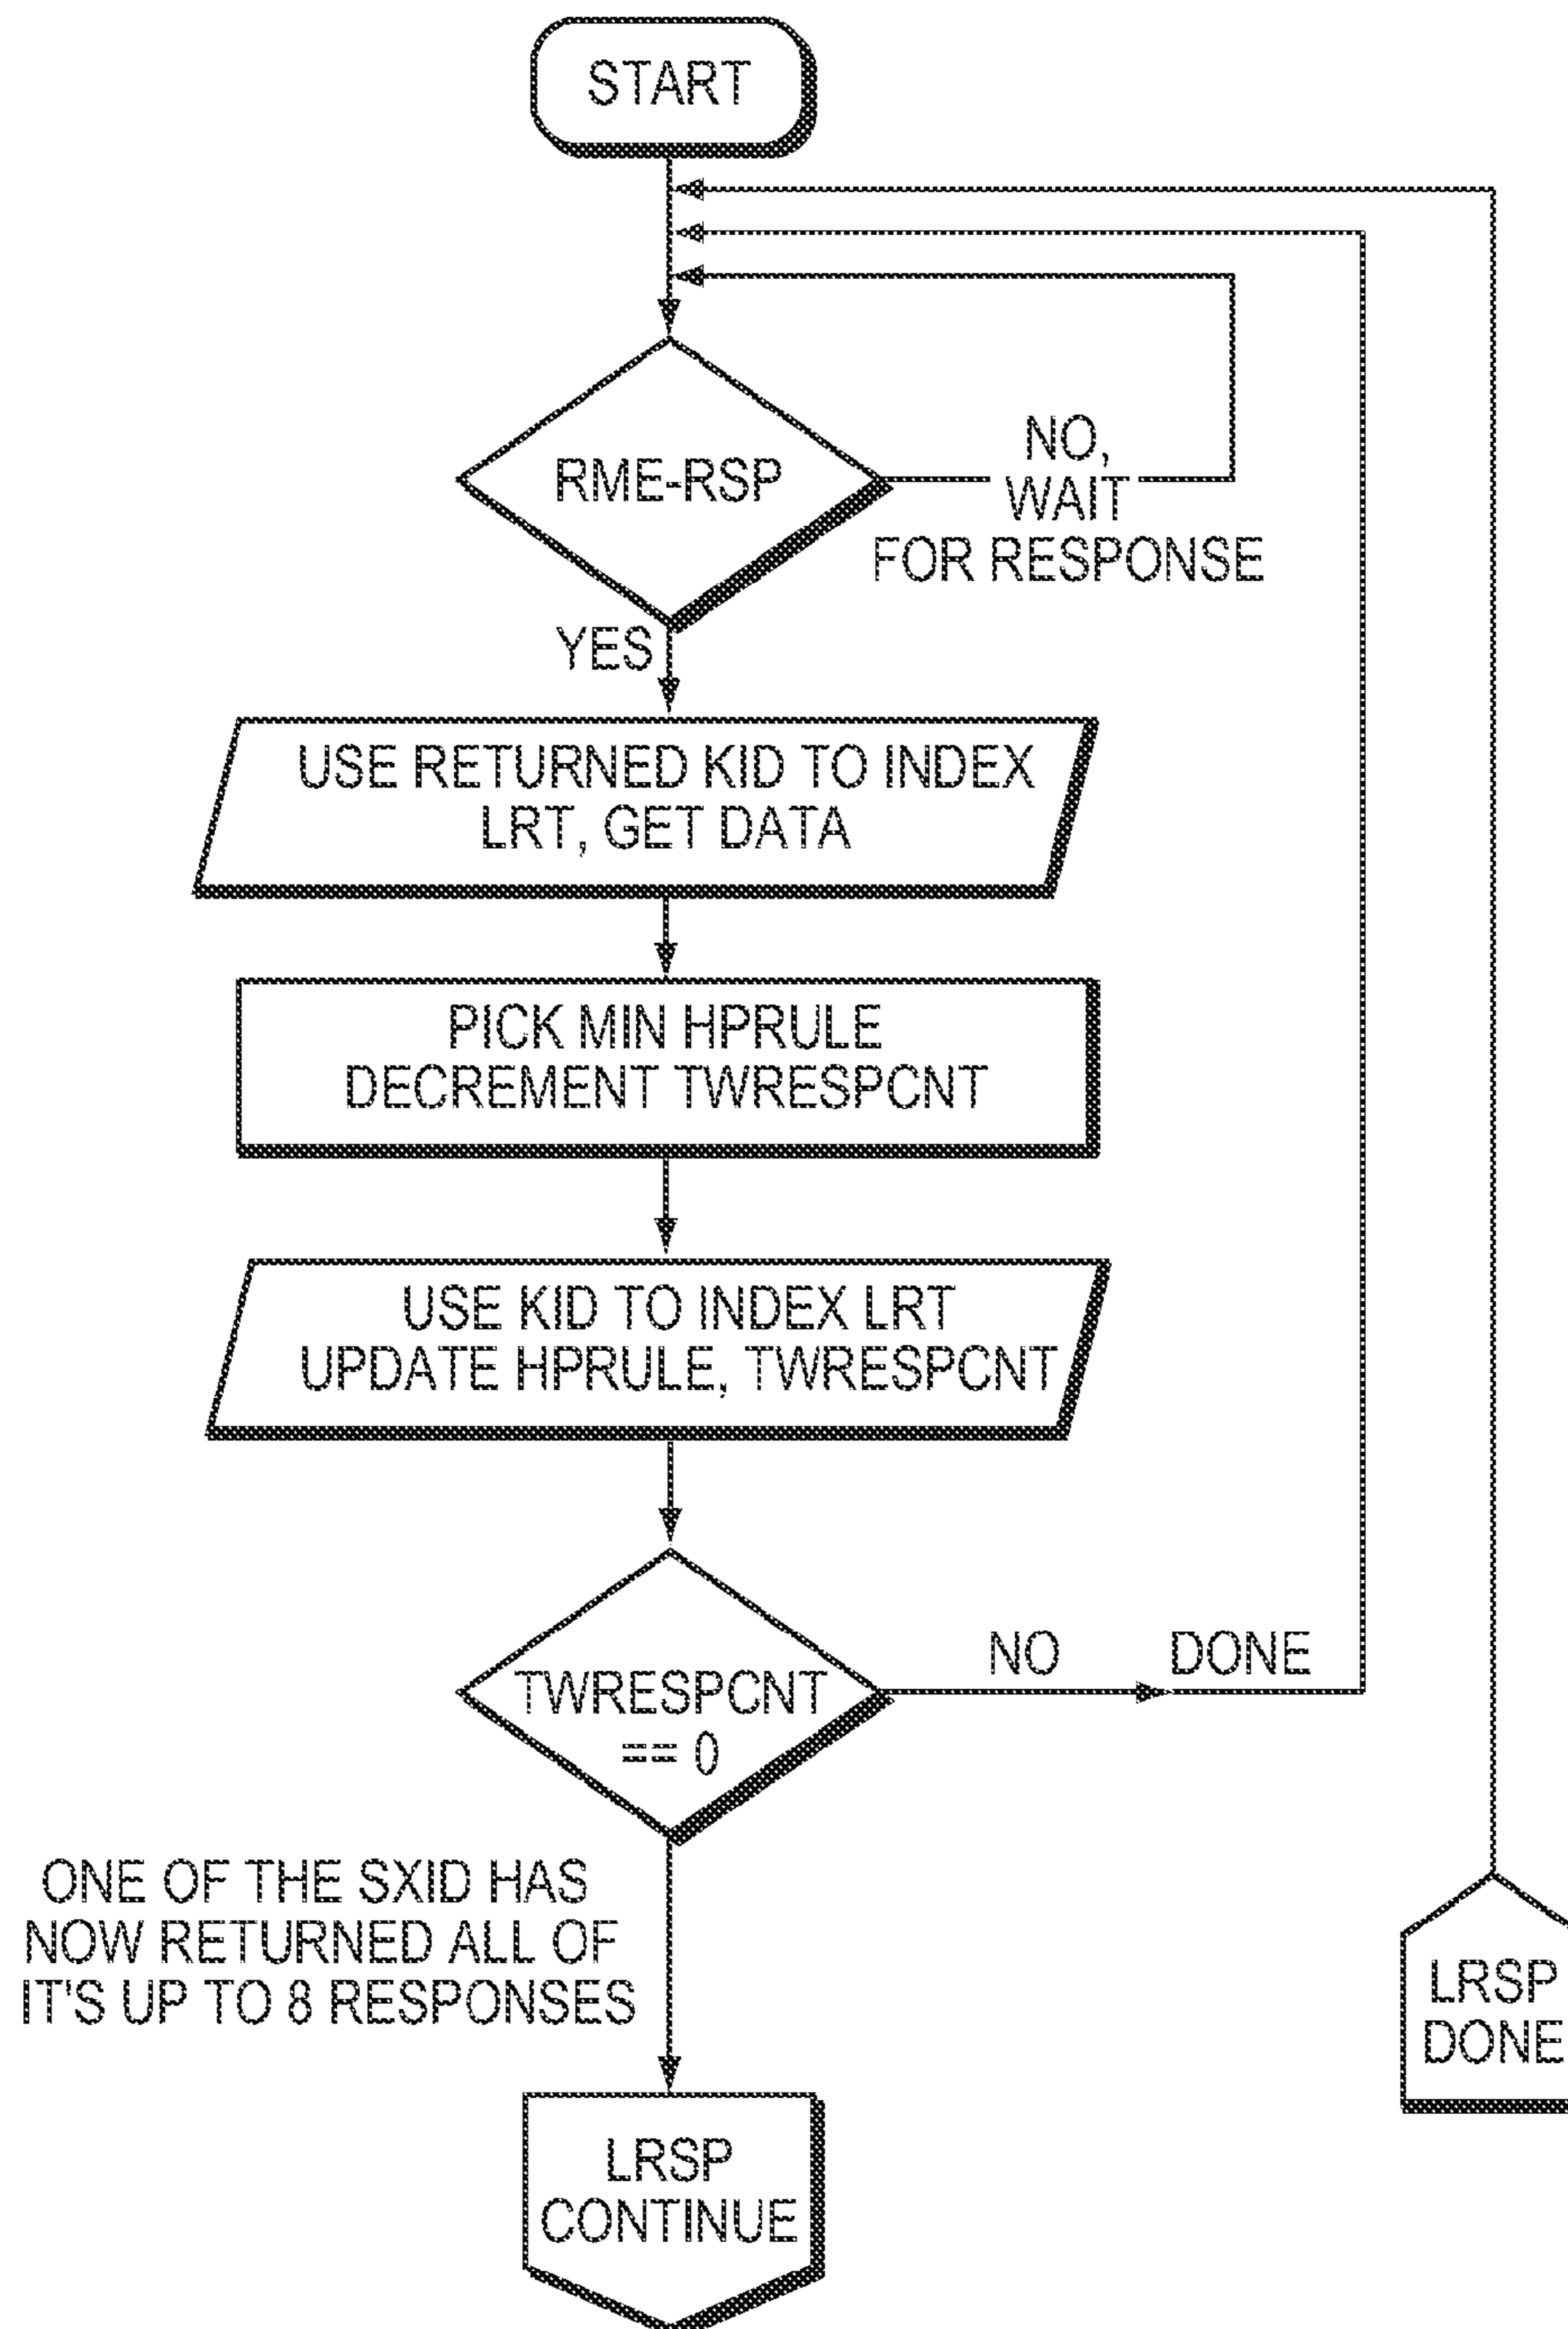 START
RME-RSP
NO,
WAIT
FOR RESPONSE
YES
USE RETURNED KID TO INDEX
LRT, GET DATA
PICK MIN HPRULE
DECREMENT TWRESPCNT
USE KID TO INDEX LRT
UPDATE HPRULE, TWRESPCNT
TWRESPCNT
== 0
NO
DONE
ONE OF THE SXID HAS
NOW RETURNED ALL OF
IT'S UP TO 8 RESPONSES
LRSP
DONE
LRSP
CONTINUE